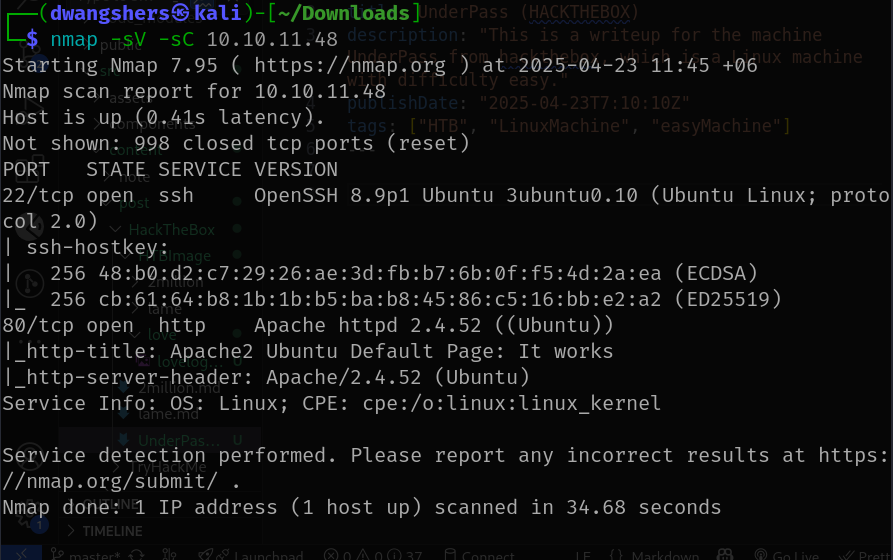 (dwangshers㉿kali)-[~/Downloads]
$ nmap -sV -sC 10.10.11.48
Starting Nmap 7.95 ( https://nmap.org ) at 2025-04-23 11:45 +06
Nmap scan report for 10.10.11.48
Host is up (0.41s latency).
Not shown: 998 closed tcp ports (reset)
PORT   STATE SERVICE VERSION
22/tcp open  ssh     OpenSSH 8.9p1 Ubuntu 3ubuntu0.10 (Ubuntu Linux; proto
col 2.0)
| ssh-hostkey:
|   256 48:b0:d2:c7:29:26:ae:3d:fb:b7:6b:0f:f5:4d:2a:ea (ECDSA)
|_  256 cb:61:64:b8:1b:1b:b5:ba:b8:45:86:c5:16:bb:e2:a2 (ED25519)
80/tcp open  http    Apache httpd 2.4.52 ((Ubuntu))
|_http-title: Apache2 Ubuntu Default Page: It works
|_http-server-header: Apache/2.4.52 (Ubuntu)
Service Info: OS: Linux; CPE: cpe:/o:linux:linux_kernel
Service detection performed. Please report any incorrect results at https:
//nmap.org/submit/ .
Nmap done: 1 IP address (1 host up) scanned in 34.68 seconds
UnderPass (HACKTHEBOX)
description: "This is a writeup for the machine
UnderPass from hackthebox, which is a Linux machine
with difficulty easy."
publishDate: "2025-04-23T7:10:10Z"
tags: ["HTB", "LinuxMachine", "easyMachine"]
public
assets
components
content
note
post
HackTheBox
HTBImage
2million
lame
love
2million.md
lame.md
UnderPas... U
TryHackMe
OUTLINE
TIMELINE
1
master* Launchpad 0 0 37 Connect LF {} Markdown Go Live